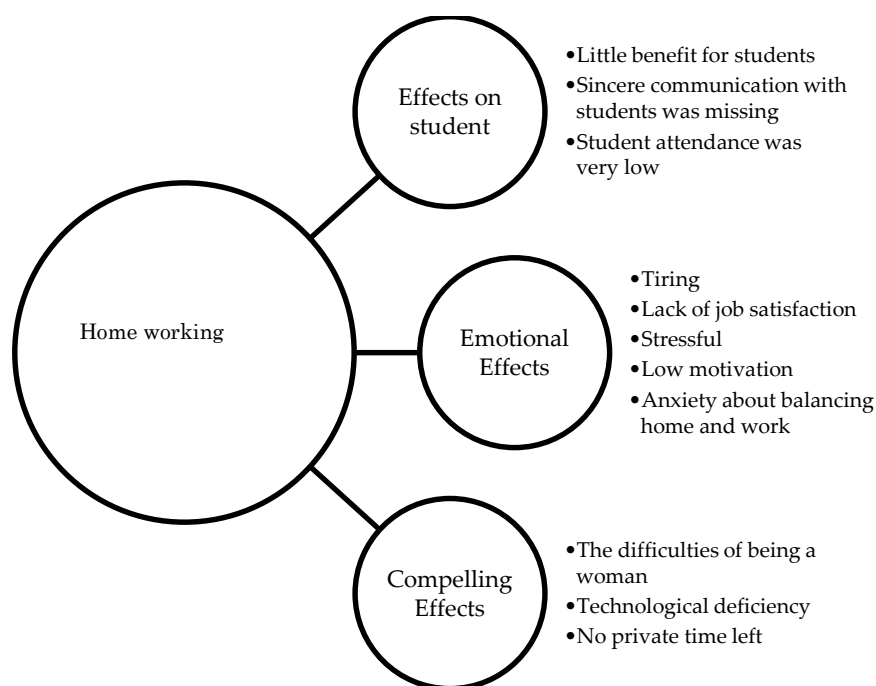 Home working
Effects on
student
•Little benefit for students
•Sincere communication with
students was missing
•Student attendance was
very low
Emotional
Effects
•Tiring
•Lack of job satisfaction
•Stressful
•Low motivation
•Anxiety about balancing
home and work
Compelling
Effects
•The difficulties of being a
woman
•Technological deficiency
•No private time left